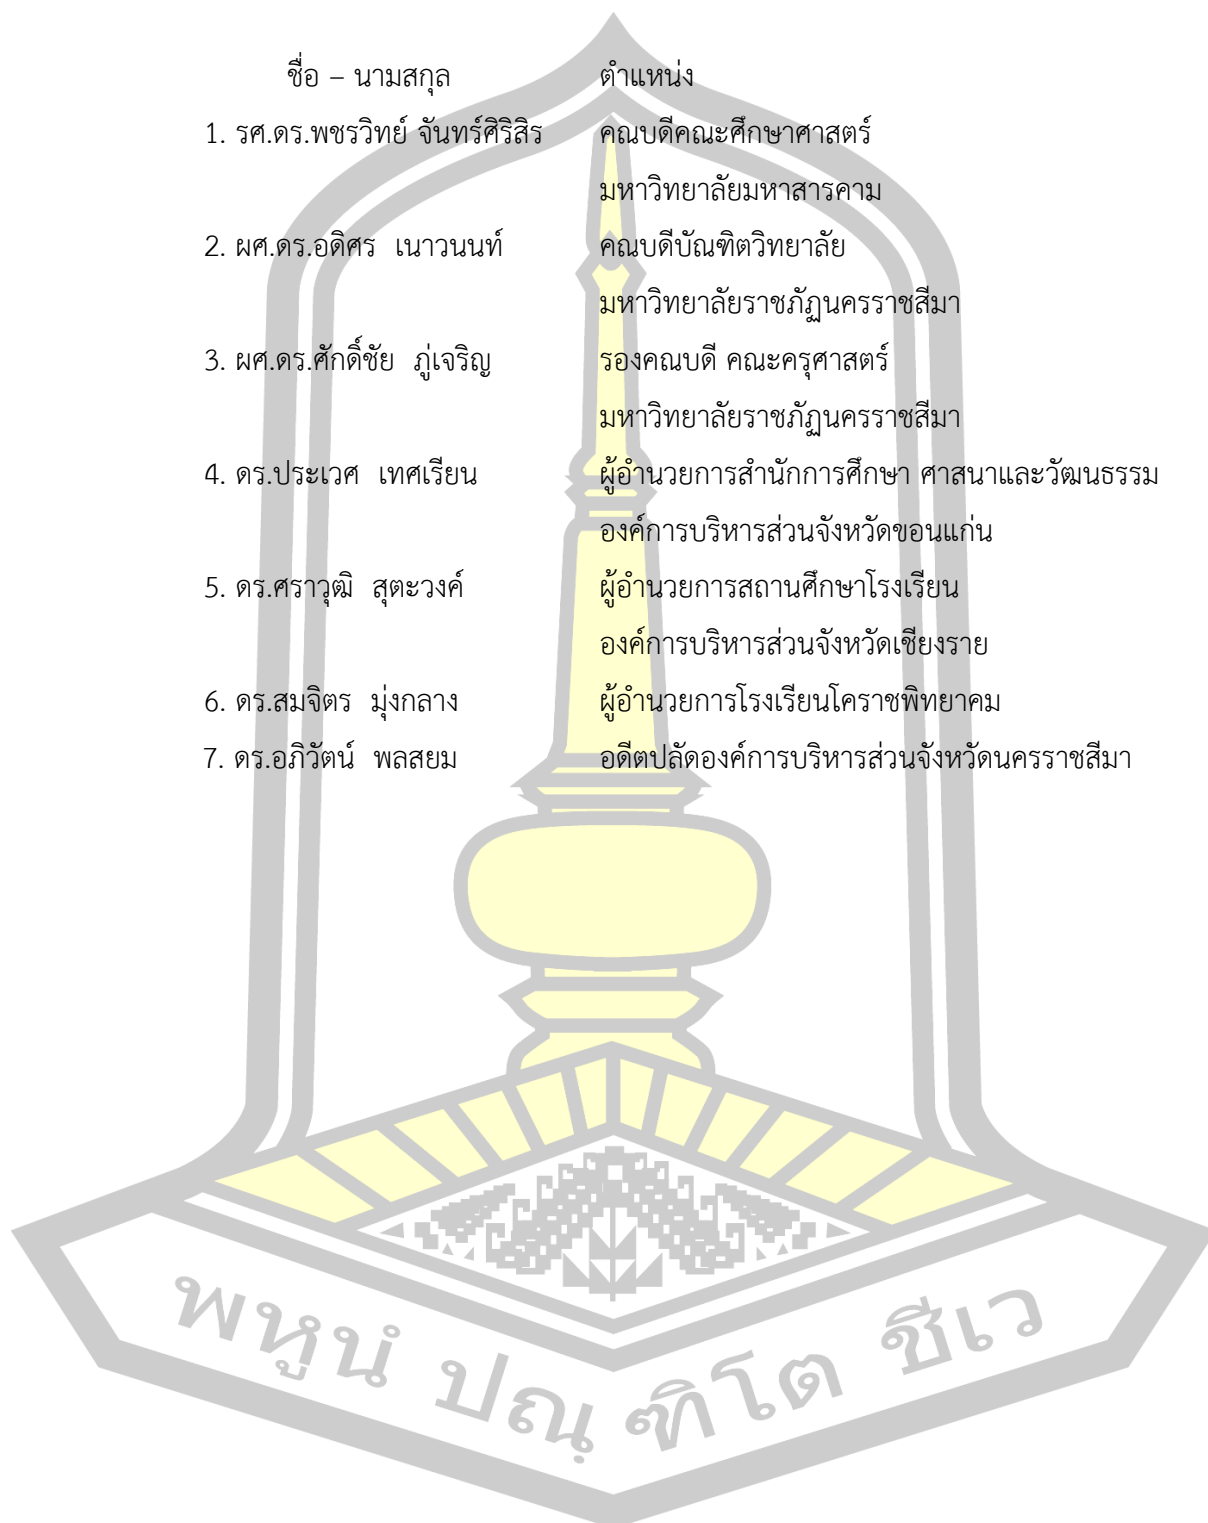 ชื่อ – นามสกุล ตำแหน่ง
1. รศ.ดร.พชรวิทย์ จันทร์ศิริสิร คณบดีคณะศึกษาศาสตร์
มหาวิทยาลัยมหาสารคาม
2. ผศ.ดร.อดิศร เนาวนนท์ คณบดีบัณฑิตวิทยาลัย
มหาวิทยาลัยราชภัฏนครราชสีมา
3. ผศ.ดร.ศักดิ์ชัย ภู่เจริญ รองคณบดี คณะครุศาสตร์
มหาวิทยาลัยราชภัฏนครราชสีมา
4. ดร.ประเวศ เทศเรียน ผู้อำนวยการสำนักการศึกษา ศาสนาและวัฒนธรรม
องค์การบริหารส่วนจังหวัดขอนแก่น
5. ดร.ศราวุฒิ สุตะวงค์ ผู้อำนวยการสถานศึกษาโรงเรียน
องค์การบริหารส่วนจังหวัดเชียงราย
6. ดร.สมจิตร มุ่งกลาง ผู้อำนวยการโรงเรียนโคราชพิทยาคม
7. ดร.อภิวัตน์ พลสยม อดีตปลัดองค์การบริหารส่วนจังหวัดนครราชสีมา
พหูนํ ปณฺ ฑิโต ชีเว